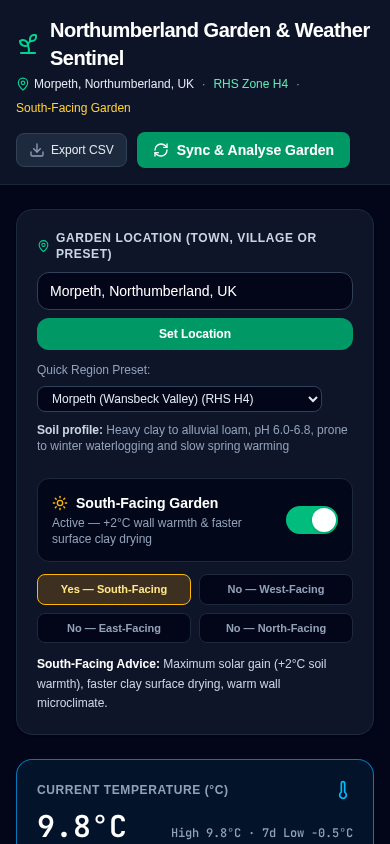 Northumberland Garden & Weather
Sentinel
Morpeth, Northumberland, UK · RHS Zone H4 ·
South-Facing Garden
Export CSV Sync & Analyse Garden
GARDEN LOCATION (TOWN, VILLAGE OR
PRESET)
Morpeth, Northumberland, UK
Set Location
Quick Region Preset:
Morpeth (Wansbeck Valley) (RHS H4)
Soil profile: Heavy clay to alluvial loam, pH 6.0-6.8, prone
to winter waterlogging and slow spring warming
South-Facing Garden
Active — +2°C wall warmth & faster
surface clay drying
Yes — South-Facing No — West-Facing
No — East-Facing No — North-Facing
South-Facing Advice: Maximum solar gain (+2°C soil
warmth), faster clay surface drying, warm wall
microclimate.
CURRENT TEMPERATURE (°C)
9.8°C High 9.8°C · 7d Low -0.5°C